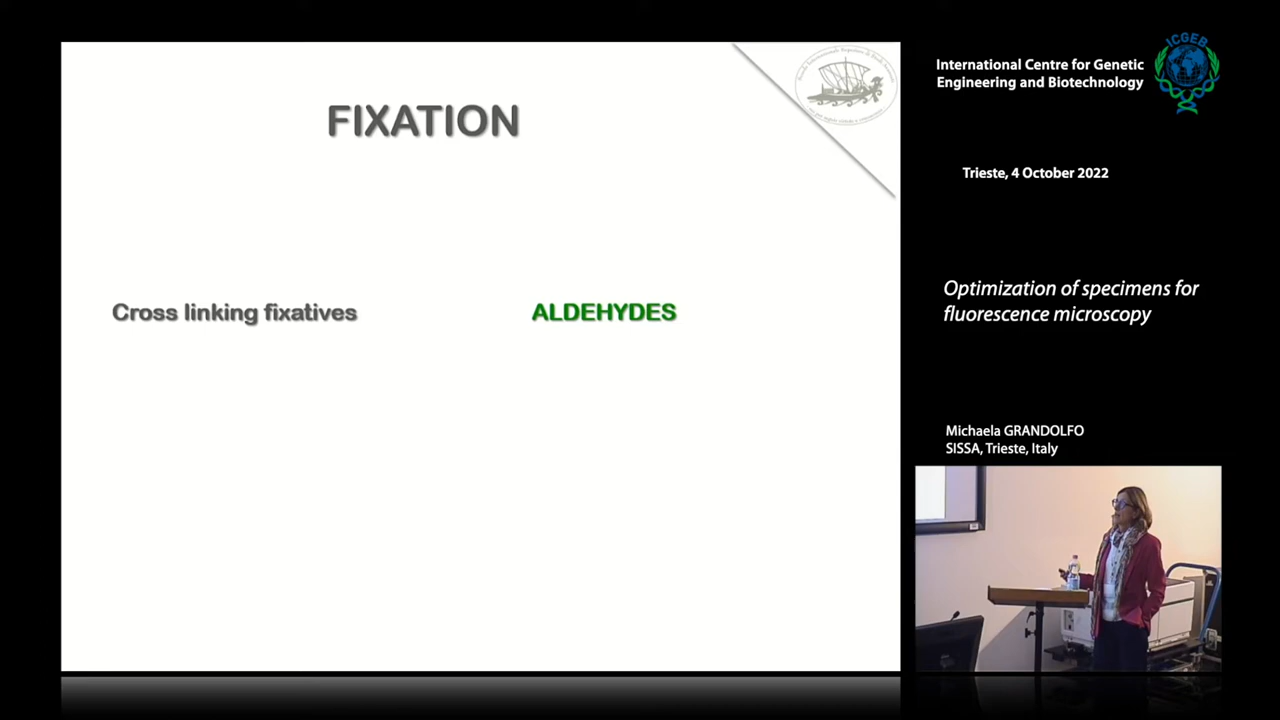 FIXATION
Cross linking fixatives
ALDEHYDES
ICGEB
International Centre for Genetic
Engineering and Biotechnology
Trieste, 4 October 2022
Optimization of specimens for
fluorescence microscopy
Michaela GRANDOLFO
SISSA, Trieste, Italy